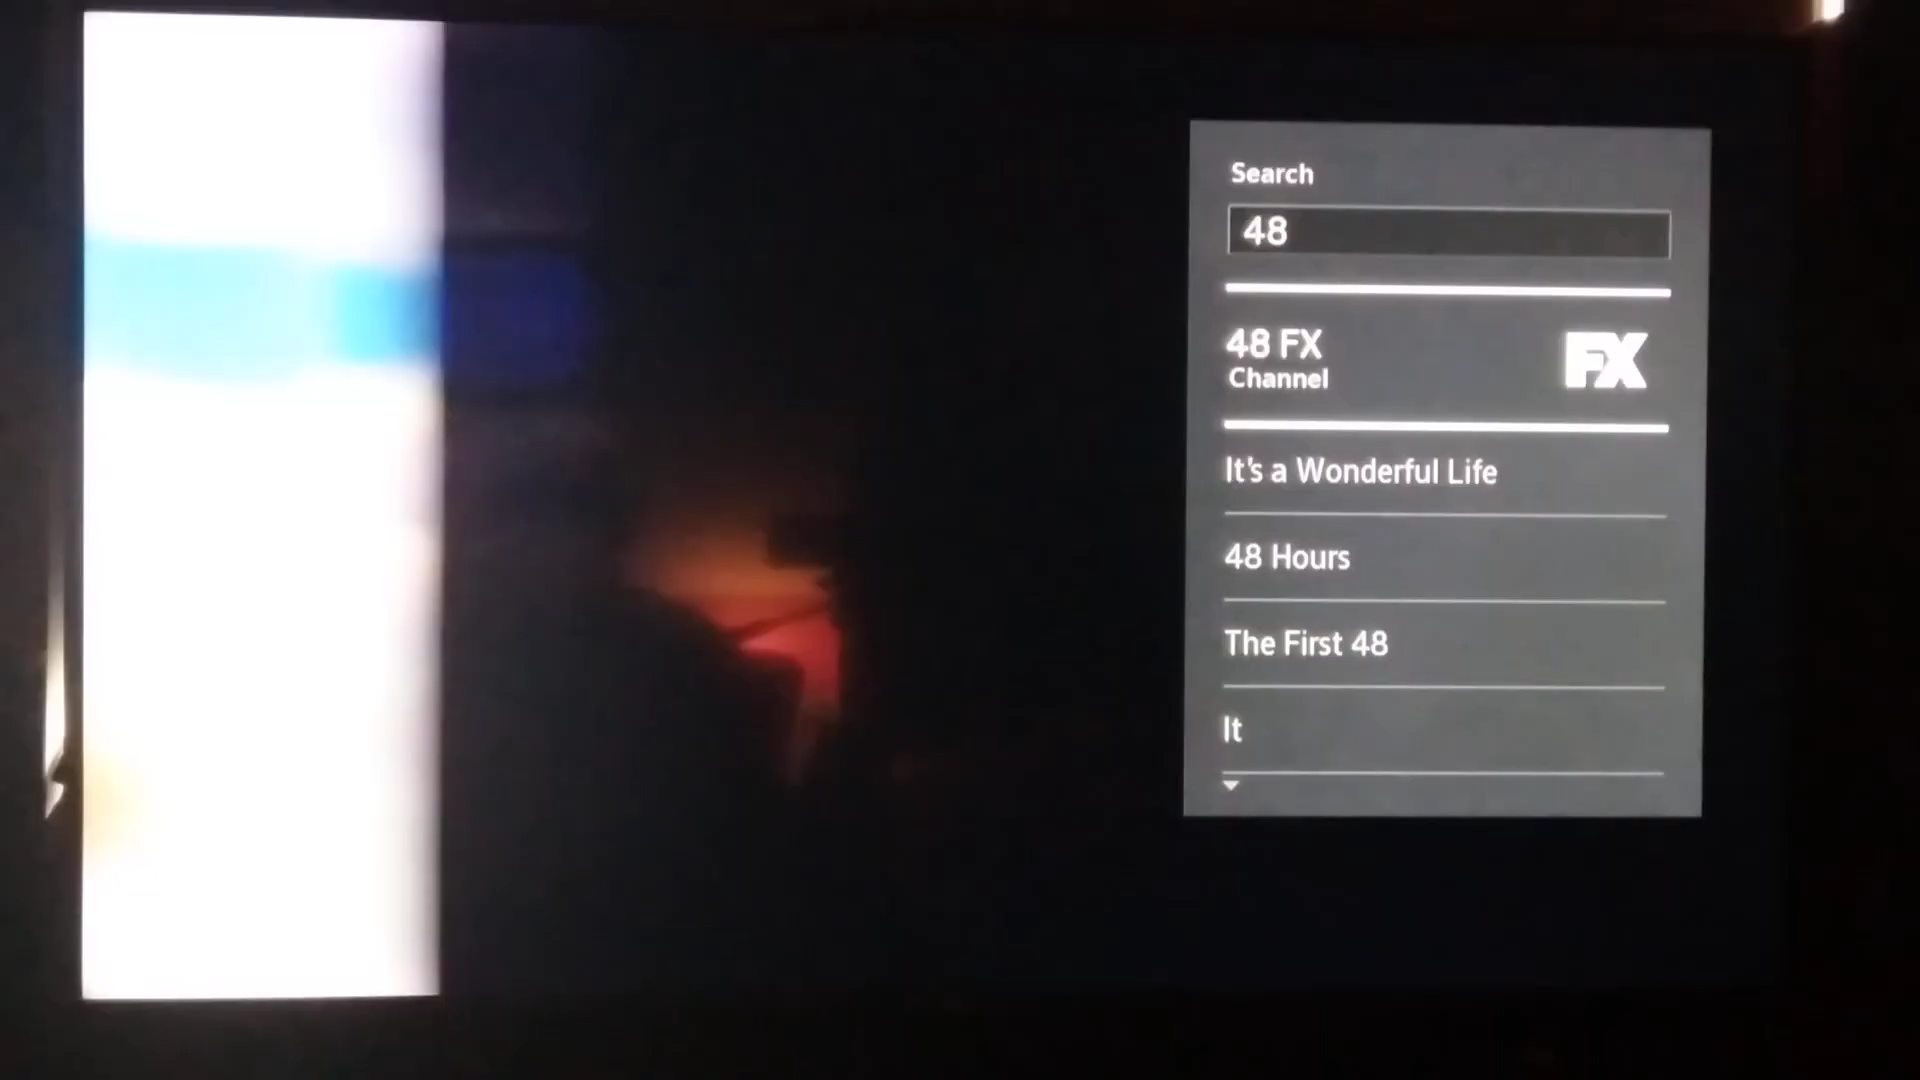 Search
48
48 FX
Channel
FX
It's a Wonderful Life
48 Hours
The First 48
It